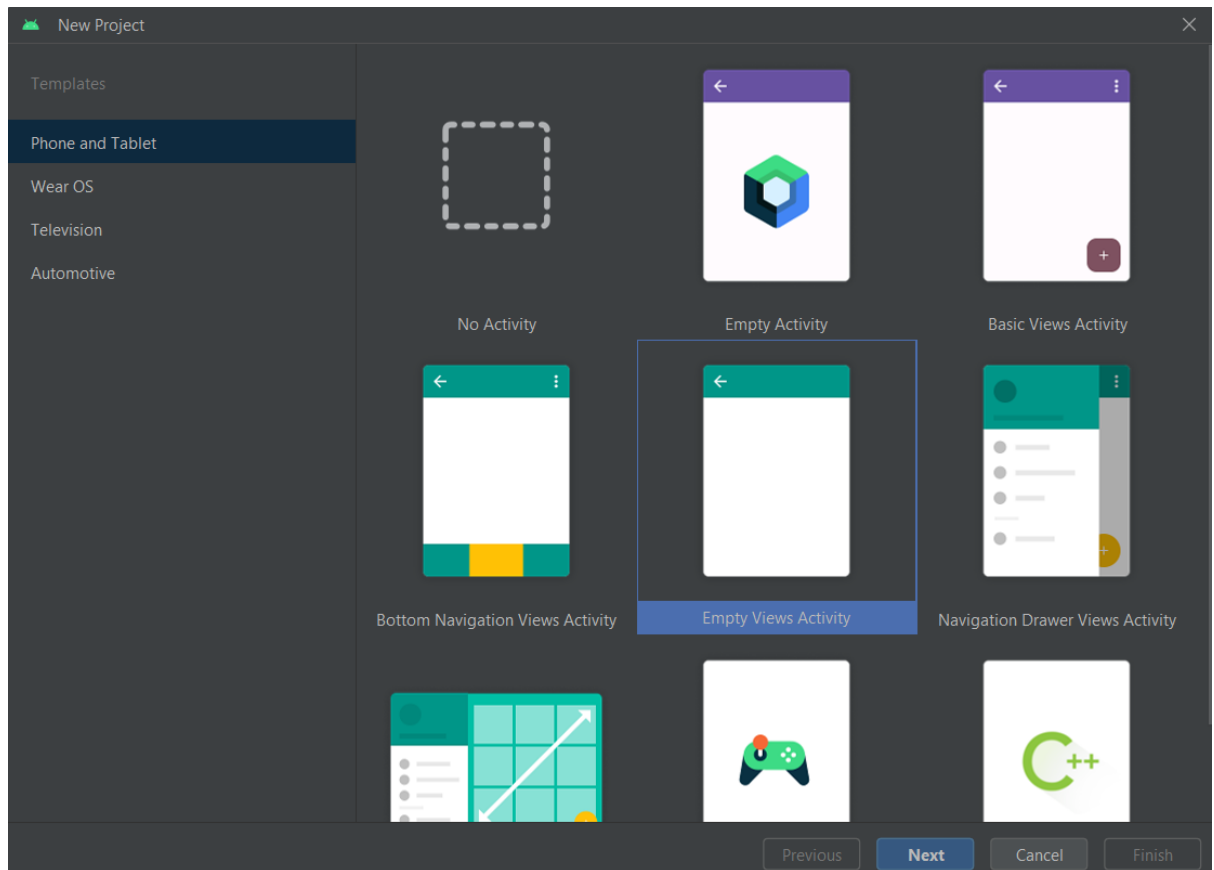 New Project
Templates
Phone and Tablet
Wear OS
Television
Automotive
No Activity
Empty Activity
Basic Views Activity
Bottom Navigation Views Activity
Empty Views Activity
Navigation Drawer Views Activity
C++
Previous
Next
Cancel
Finish